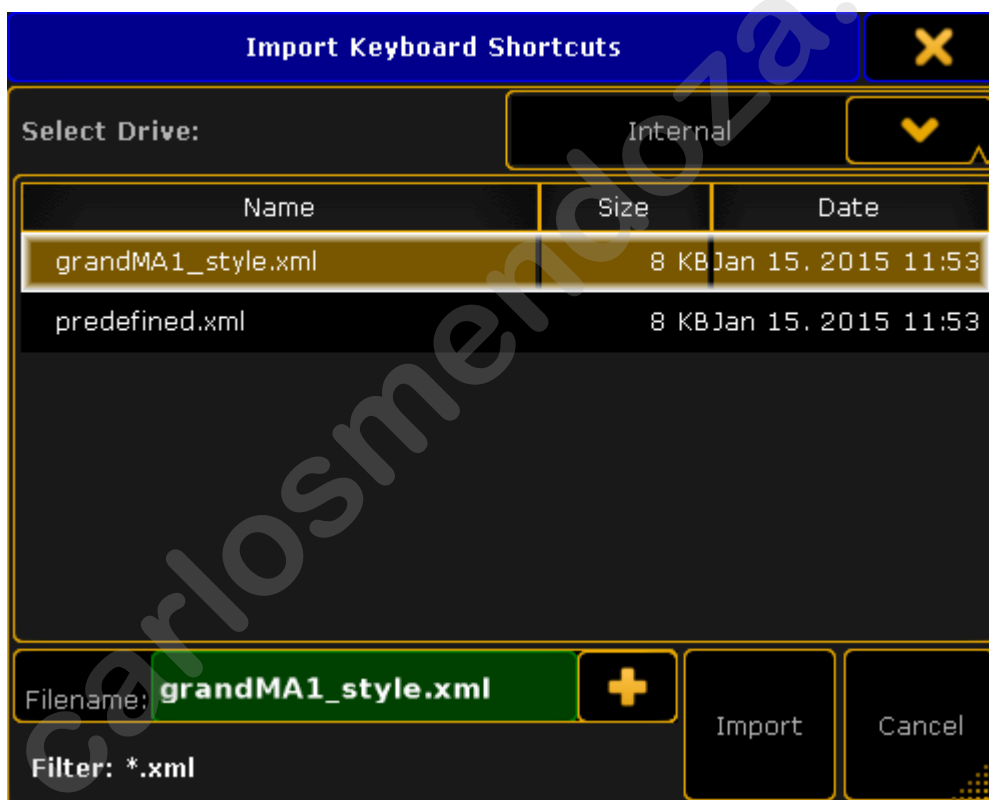 Import Keyboard Shortcuts
Select Drive: Internal
Name Size Date
grandMA1_style.xml 8 KB Jan 15. 2015 11:53
predefined.xml 8 KB Jan 15. 2015 11:53
Filename: grandMA1_style.xml
Import Cancel
Filter: *.xml
carlosmendoza.